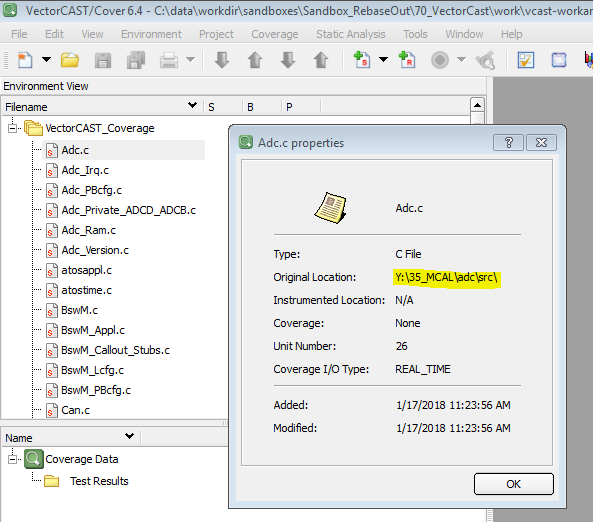 VectorCAST/Cover 6.4 - C:\data\workdir\sandboxes\Sandbox_RebaseOut\70_VectorCast\work\vcast-workar
File Edit View Environment Project Coverage Static Analysis Tools Window Help
Environment View
Filename S B P
VectorCAST_Coverage
Adc.c
Adc_Irq.c
Adc_PBcfg.c
Adc_Private_ADCD_ADCB.c
Adc_Ram.c
Adc_Version.c
atosappl.c
atostime.c
BswM.c
BswM_Appl.c
BswM_Callout_Stubs.c
BswM_Lcfg.c
BswM_PBcfg.c
Can.c
Name
Coverage Data
Test Results
Adc.c properties
Adc.c
Type: C File
Original Location: Y:\35_MCAL\adc\src\
Instrumented Location: N/A
Coverage: None
Unit Number: 26
Coverage I/O Type: REAL_TIME
Added: 1/17/2018 11:23:56 AM
Modified: 1/17/2018 11:23:56 AM
OK